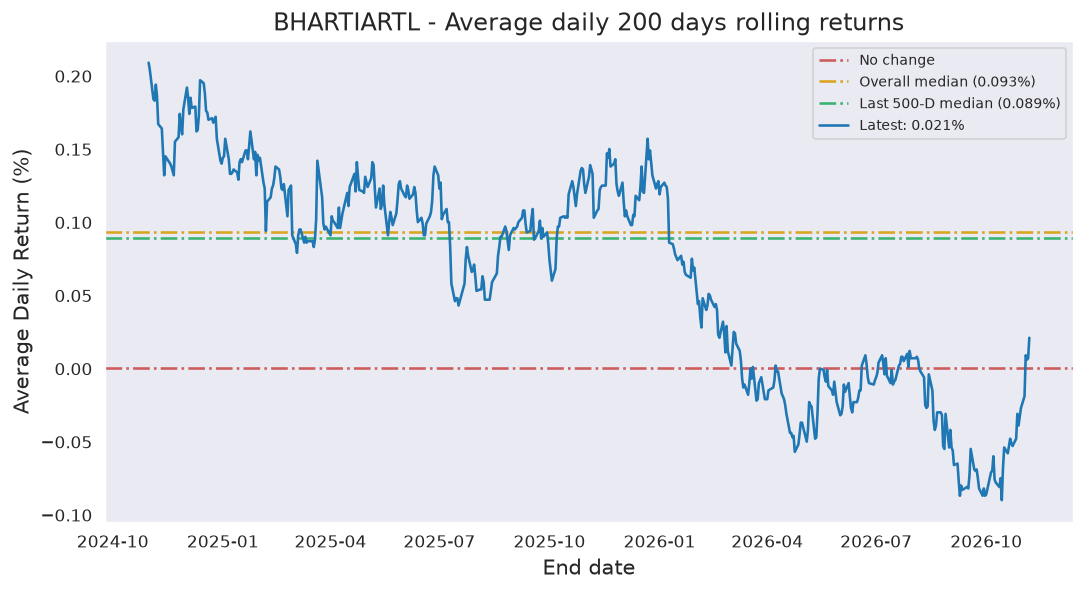 BHARTIARTL - Average daily 200 days rolling returns
No change
Overall median (0.093%)
Last 500-D median (0.089%)
Latest: 0.021%
Average Daily Return (%)
0.20
0.15
0.10
0.05
0.00
−0.05
−0.10
2024-10 2025-01 2025-04 2025-07 2025-10 2026-01 2026-04 2026-07 2026-10
End date